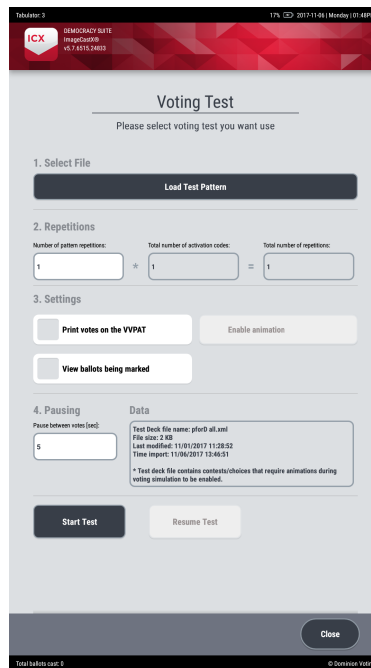 Tabulator: 3 17% 2017-11-06 | Monday | 01:48P
ICX
DEMOCRACY SUITE
ImageCastX®
v5.7.6515.24833
Voting Test
Please select voting test you want use
1. Select File
Load Test Pattern
2. Repetitions
Number of pattern repetitions: Total number of activation codes: Total number of repetitions:
1 * 1 = 1
3. Settings
Print votes on the VVPAT Enable animation
View ballots being marked
4. Pausing Data
Pause between votes [sec]:
5
Test Deck file name: pforD all.xml
File size: 2 KB
Last modified: 11/01/2017 11:28:52
Time import: 11/06/2017 13:46:51
* Test deck file contains contests/choices that require animations during
voting simulation to be enabled.
Start Test Resume Test
Close
Total ballots cast: 0 © Dominion Voti